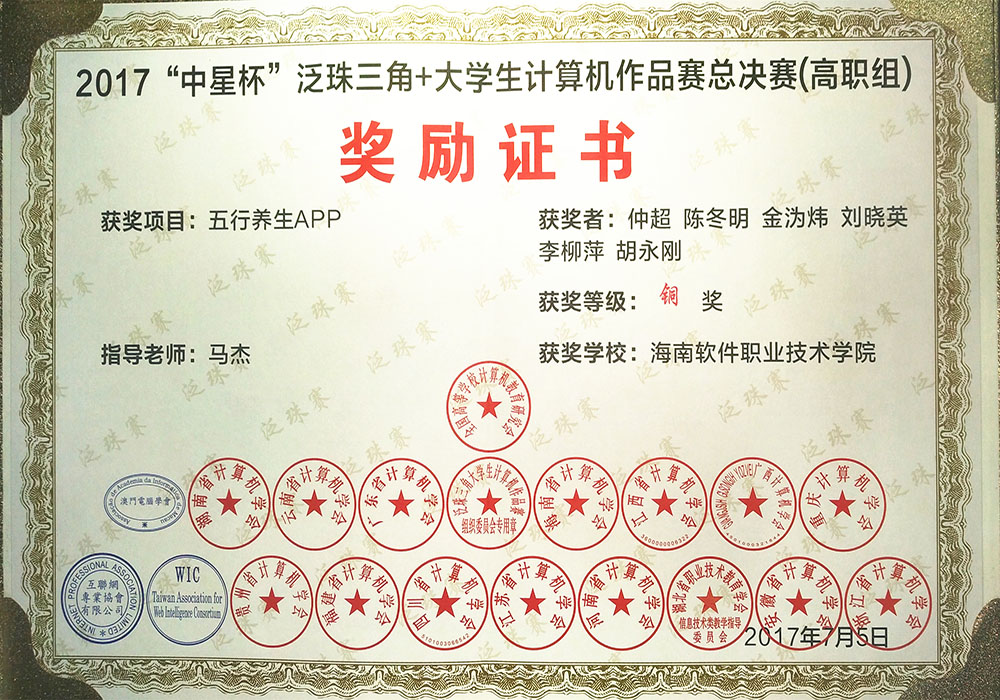 2017“中星杯”泛珠三角+大学生计算机作品赛总决赛(高职组)
奖励证书
获奖项目：五行养生APP
获奖者：仲超 陈冬明 金沩炜 刘晓英
李柳萍 胡永刚
获奖等级：铜 奖
指导老师：马杰
获奖学校：海南软件职业技术学院
全国高等学校计算机教育研究会
澳門電腦學會
湖南省计算机学会
云南省计算机学会
广东省计算机学会
泛珠三角大学生计算机作品赛
组织委员会专用章
海南省计算机学会
江西省计算机学会
3600000006322
广西计算机学会
重庆计算机学会
INTERNET PROFESSIONAL ASSOCIATION LIMITED
互聯網
專業協會
有限公司
WIC
Taiwan Association for
Web Intelligence Consortium
贵州省计算机学会
福建省计算机学会
四川省计算机学会
5101003066542
江苏省计算机学会
河南省计算机学会
湖北省职业技术教育学会
信息技术类教学指导
委员会
安徽省计算机学会
浙江省计算机学会
2017年7月5日
泛珠赛